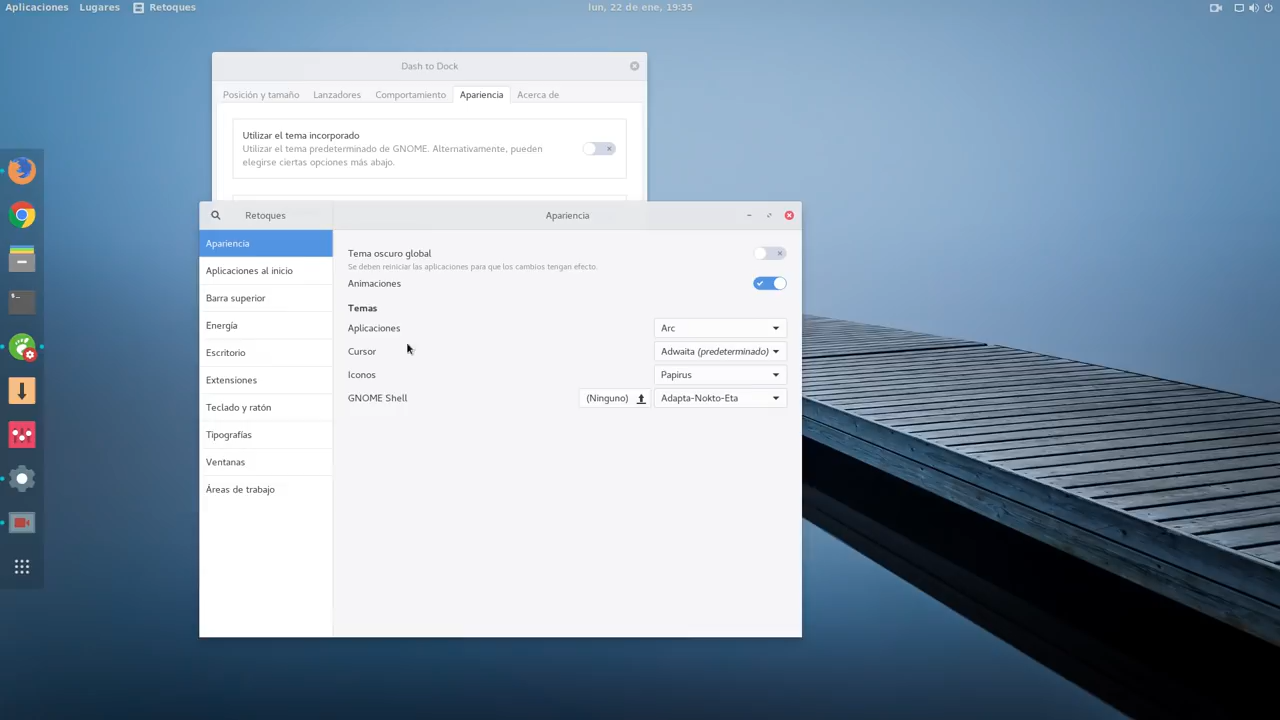 Aplicaciones Lugares Retoques lun, 22 de ene, 19:35
Dash to Dock
Posición y tamaño Lanzadores Comportamiento Apariencia Acerca de
Utilizar el tema incorporado
Utilizar el tema predeterminado de GNOME. Alternativamente, pueden
elegirse ciertas opciones más abajo.
Retoques Apariencia
Apariencia
Aplicaciones al inicio
Barra superior
Energía
Escritorio
Extensiones
Teclado y ratón
Tipografías
Ventanas
Áreas de trabajo
Tema oscuro global
Se deben reiniciar las aplicaciones para que los cambios tengan efecto.
Animaciones
Temas
Aplicaciones Arc
Cursor Adwaita (predeterminado)
Iconos Papirus
GNOME Shell (Ninguno) Adapta-Nokto-Eta